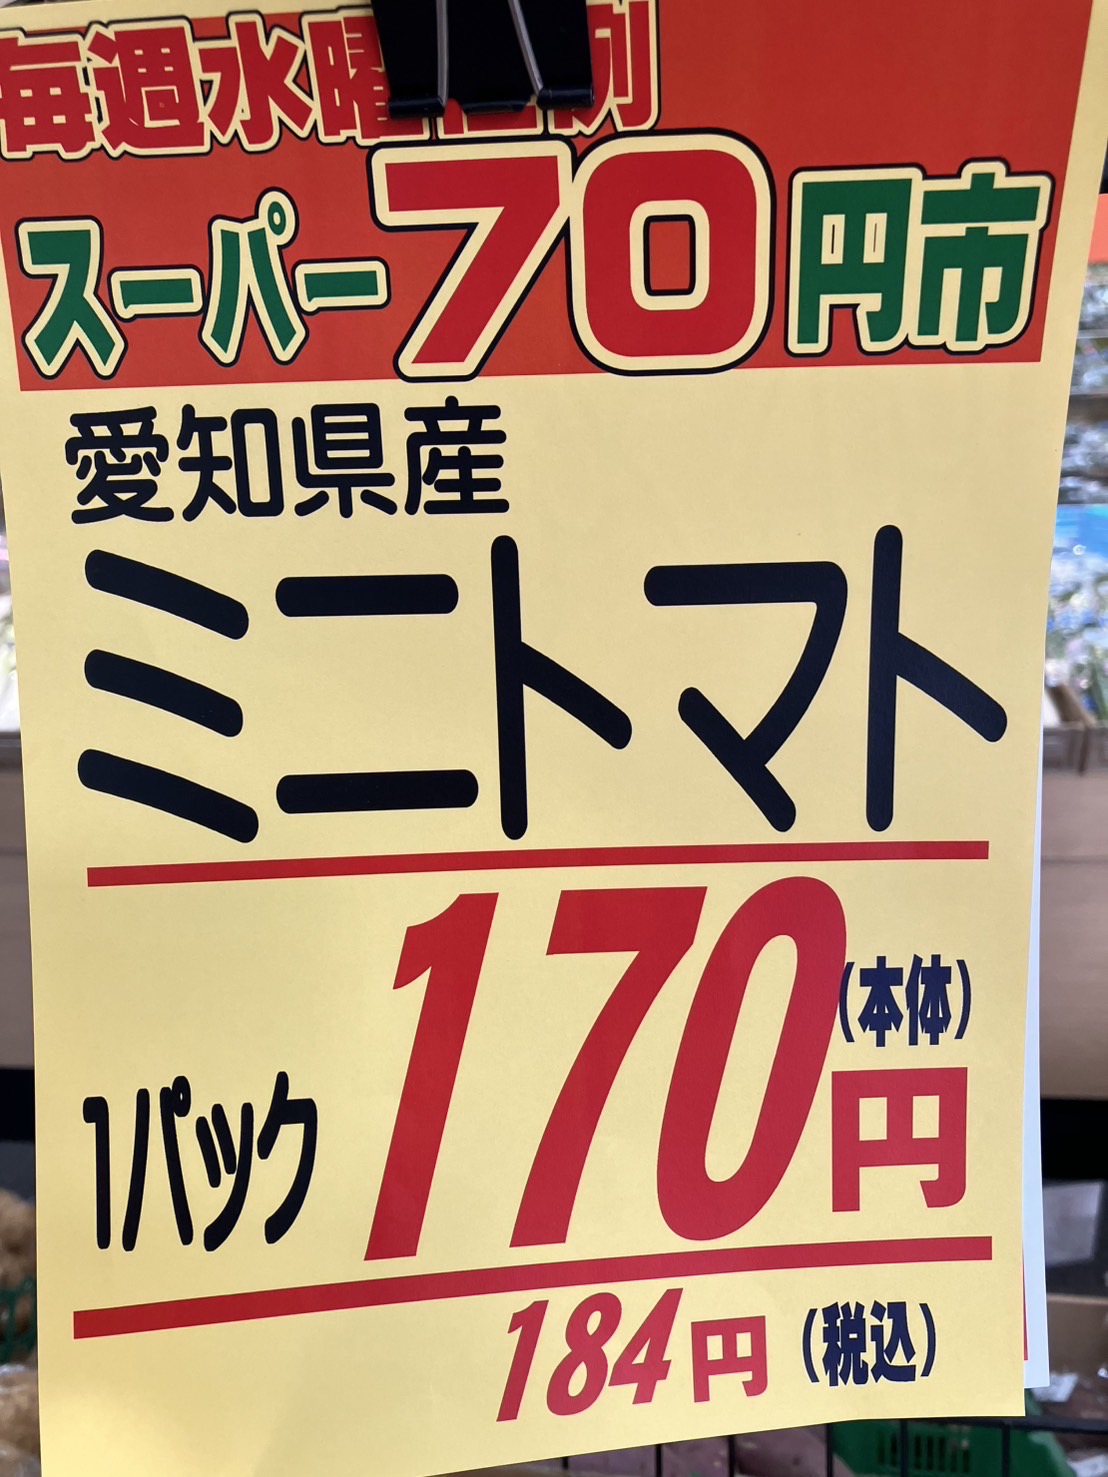 毎週水曜
スーパー70円市
愛知県産
ミニトマト
1パック 170円 (本体)
184円 (税込)